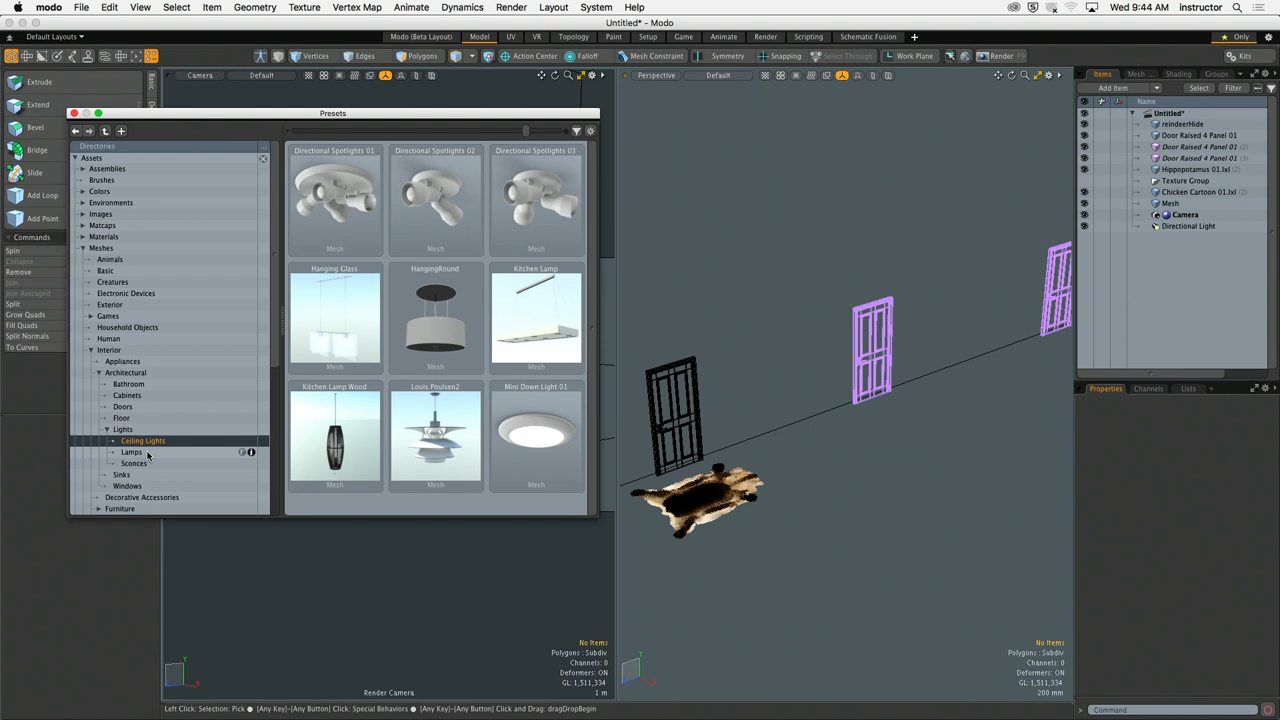 modo File Edit View Select Item Geometry Texture Vertex Map Animate Dynamics Render Layout System Help
Wed 9:44 AM instructor
Untitled* - Modo
Default Layouts
Modo (Beta Layout) Model UV VR Topology Paint Setup Game Animate Render Scripting Schematic Fusion
Only
Vertices Edges Polygons Action Center Falloff Mesh Constraint Symmetry Snapping Select Through Work Plane Render Kits
Extrude
Extend
Bevel
Bridge
Slide
Add Loop
Add Point
Commands
Spin
Collapse
Remove
Join
Join Averaged
Split
Grow Quads
Fill Quads
Split Normals
To Curves
Basic
Camera Default
Presets
Directories ...
Assets
Assemblies
Brushes
Colors
Environments
Images
Matcaps
Materials
Meshes
Animals
Basic
Creatures
Electronic Devices
Exterior
Games
Household Objects
Human
Interior
Appliances
Architectural
Bathroom
Cabinets
Doors
Floor
Lights
Ceiling Lights
Lamps
Sconces
Sinks
Windows
Decorative Accessories
Furniture
Directional Spotlights 01 Directional Spotlights 02 Directional Spotlights 03
Mesh Mesh Mesh
Hanging Glass HangingRound Kitchen Lamp
Mesh Mesh Mesh
Kitchen Lamp Wood Louis Poulsen2 Mini Down Light 01
Mesh Mesh Mesh
No Items
Polygons : Subdiv
Channels: 0
Deformers: ON
GL: 1,511,334
1 m
Render Camera
Perspective Default
No Items
Polygons : Subdiv
Channels: 0
Deformers: ON
GL: 1,511,334
200 mm
Items Mesh ... Shading Groups
Add Item Select Filter
Name
Untitled*
reindeerHide
Door Raised 4 Panel 01
Door Raised 4 Panel 01 (2)
Door Raised 4 Panel 01 (3)
Hippopotamus 01.lxl (2)
Texture Group
Chicken Cartoon 01.lxl (2)
Mesh
Camera
Directional Light
Properties Channels Lists
Left Click: Selection: Pick ● [Any Key]-[Any Button] Click: Special Behaviors ● [Any Key]-[Any Button] Click and Drag: dragDropBegin
Command